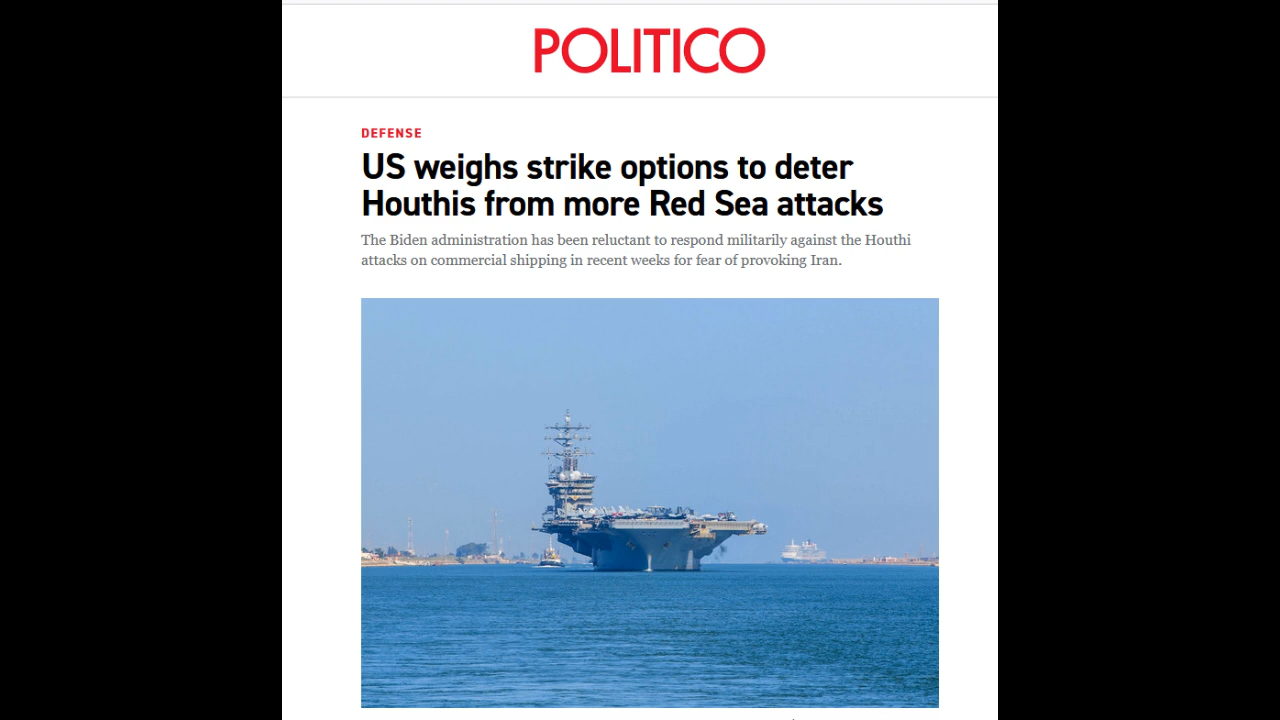 POLITICO
DEFENSE
US weighs strike options to deter
Houthis from more Red Sea attacks
The Biden administration has been reluctant to respond militarily against the Houthi
attacks on commercial shipping in recent weeks for fear of provoking Iran.